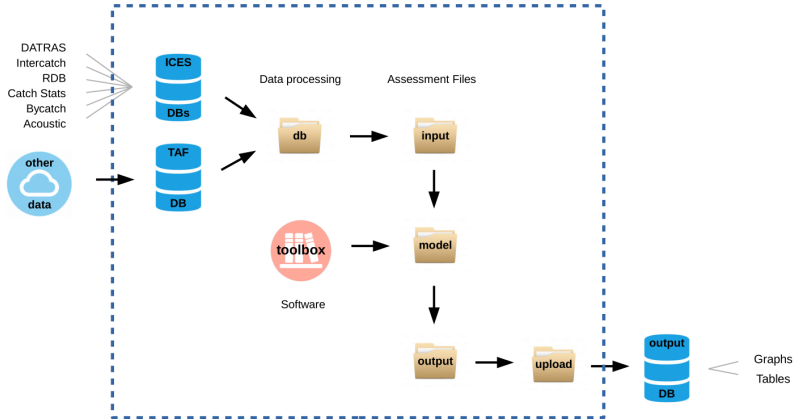 DATRAS
Intercatch
RDB
Catch Stats
Bycatch
Acoustic
other
data
ICES
DBs
TAF
DB
Data processing
db
Assessment Files
input
toolbox
Software
model
output
upload
output
DB
Graphs
Tables